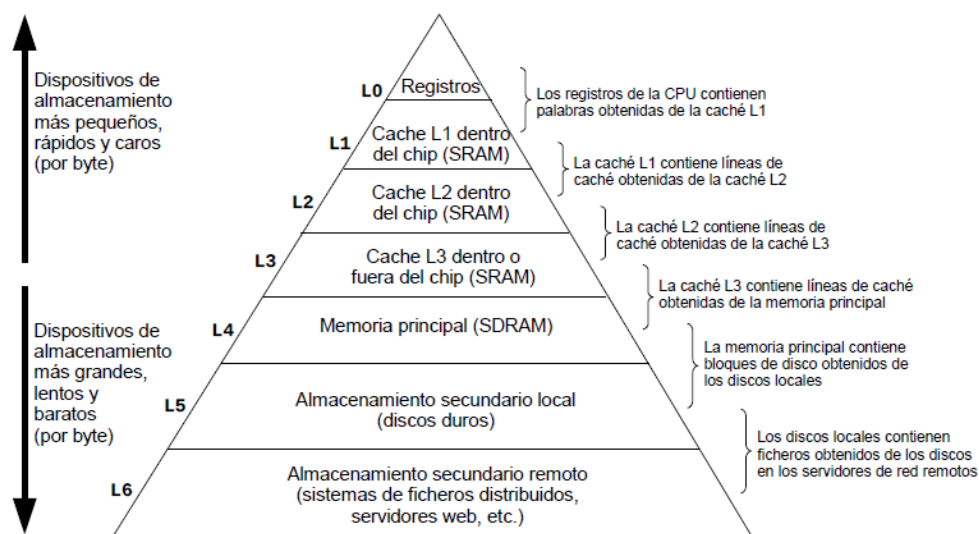 Dispositivos de
almacenamiento
más pequeños,
rápidos y caros
(por byte)
Dispositivos de
almacenamiento
más grandes,
lentos y
baratos
(por byte)
L0
Registros
L1
Cache L1 dentro
del chip (SRAM)
L2
Cache L2 dentro
del chip (SRAM)
L3
Cache L3 dentro o
fuera del chip (SRAM)
L4
Memoria principal (SDRAM)
L5
Almacenamiento secundario local
(discos duros)
L6
Almacenamiento secundario remoto
(sistemas de ficheros distribuidos,
servidores web, etc.)
Los registros de la CPU contienen
palabras obtenidas de la caché L1
La caché L1 contiene líneas de
caché obtenidas de la caché L2
La caché L2 contiene líneas de
caché obtenidas de la caché L3
La caché L3 contiene líneas de caché
obtenidas de la memoria principal
La memoria principal contiene
bloques de disco obtenidos de
los discos locales
Los discos locales contienen
ficheros obtenidos de los discos
en los servidores de red remotos